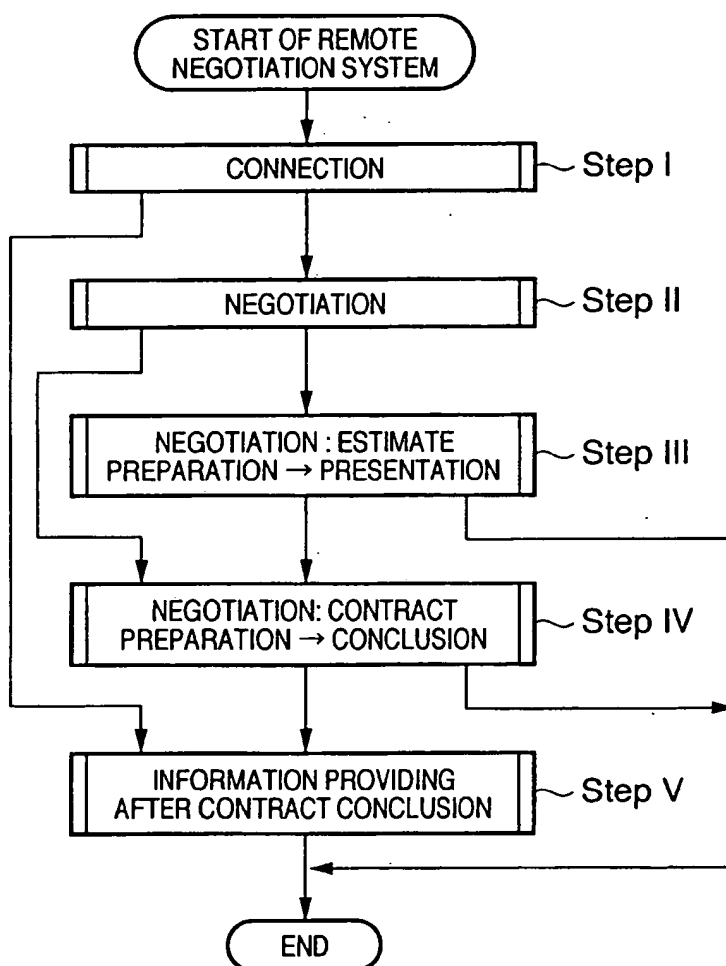 START OF REMOTE
NEGOTIATION SYSTEM
CONNECTION
Step I
NEGOTIATION
Step II
NEGOTIATION : ESTIMATE
PREPARATION → PRESENTATION
Step III
NEGOTIATION: CONTRACT
PREPARATION → CONCLUSION
Step IV
INFORMATION PROVIDING
AFTER CONTRACT CONCLUSION
Step V
END